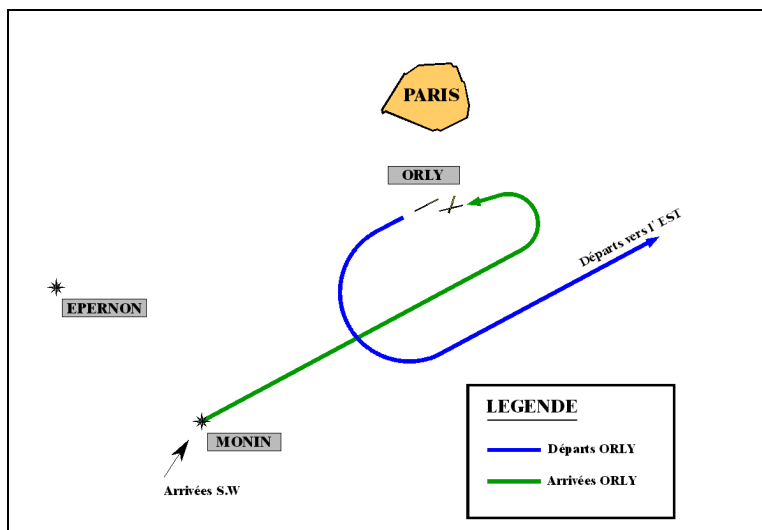 PARIS
ORLY
Départs vers l' EST
EPERNON
MONIN
Arrivées S.W
LEGENDE
Départs ORLY
Arrivées ORLY